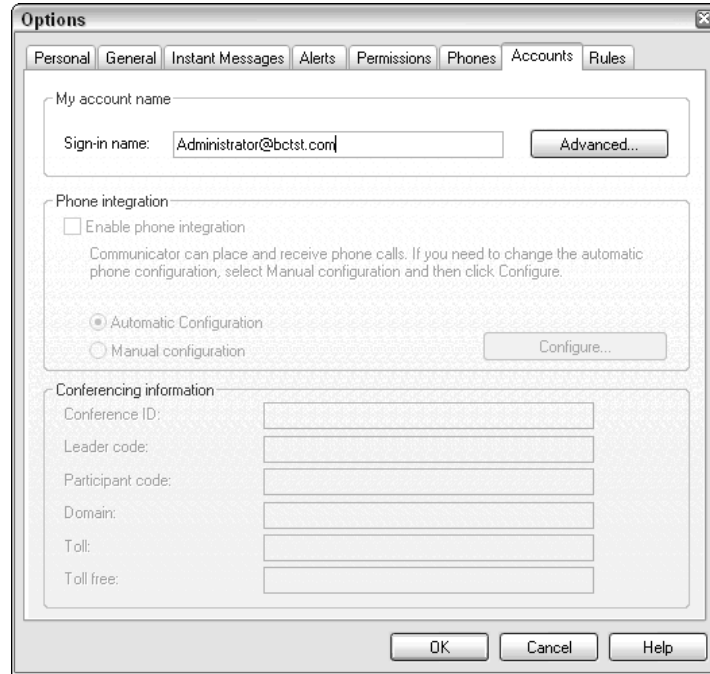 Options
Personal General Instant Messages Alerts Permissions Phones Accounts Rules
My account name
Sign-in name: Administrator@bctst.com Advanced...
Phone integration
Enable phone integration
Communicator can place and receive phone calls. If you need to change the automatic
phone configuration, select Manual configuration and then click Configure.
Automatic Configuration
Manual configuration Configure...
Conferencing information
Conference ID:
Leader code:
Participant code:
Domain:
Toll:
Toll free:
OK Cancel Help